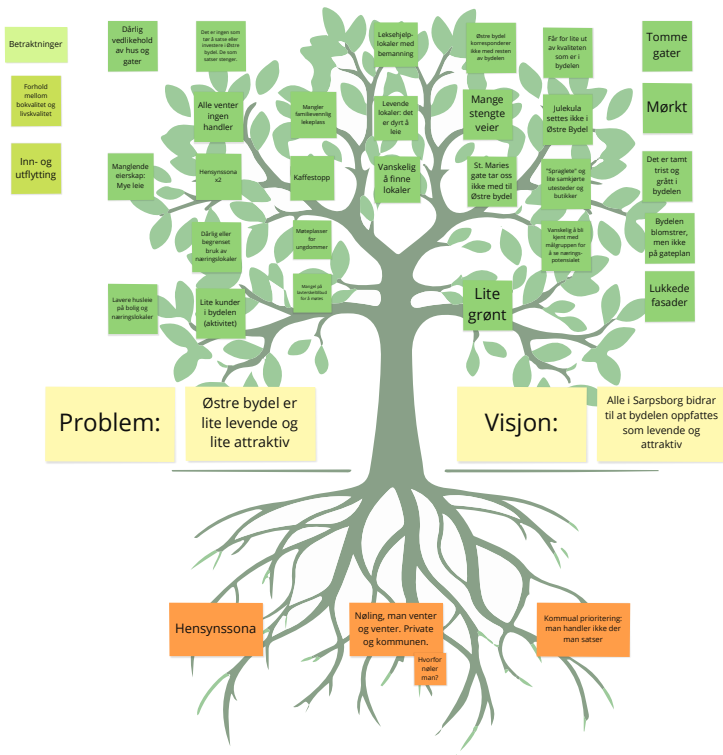 Betraktninger
Forhold
mellom
bokvalitet og
livskvalitet
Inn- og
utflytting
Dårlig
vedlikehold
av hus og
gater
Det er ingen som
tør å satse eller
investere i Østre
bydel. De som
satser stenger.
Leksehjelp-
lokaler med
bemanning
Østre bydel
korresponderer
ikke med resten
av bydelen
Får for lite ut
av kvaliteten
som er i
bydelen
Tomme
gater
Alle venter
ingen
handler
Mangler
familievennlig
lekeplass
Levende
lokaler: det
er dyrt å
leie
Mange
stengte
veier
Julekula
settes ikke i
Østre Bydel
Mørkt
Manglende
eierskap:
Mye leie
Hensynssona
x2
Kaffestopp
Vanskelig
å finne
lokaler
St. Maries
gate tar oss
ikke med til
Østre bydel
"Spraglete" og
lite samkjørte
utesteder og
butikker
Det er tamt
trist og
grått i
bydelen
Dårlig eller
begrenset
bruk av
næringslokaler
Møteplasser
for
ungdommer
Vanskelig å bli
kjent med
målgruppen for
å se nærings-
potensialet
Bydelen
blomstrer,
men ikke
på gateplan
Lavere husleie
på bolig og
næringslokaler
Lite kunder
i bydelen
(aktivitet)
Mangel på
for å møtes
Lite
grønt
Lukkede
fasader
Problem:
Østre bydel er
lite levende og
lite attraktiv
Visjon:
Alle i Sarpsborg bidrar
til at bydelen oppfattes
som levende og
attraktiv
Hensynssona
Nøling, man venter
og venter. Private
og kommunen.
Hvorfor
nøler
man?
Kommual prioritering:
man handler ikke der
man satser